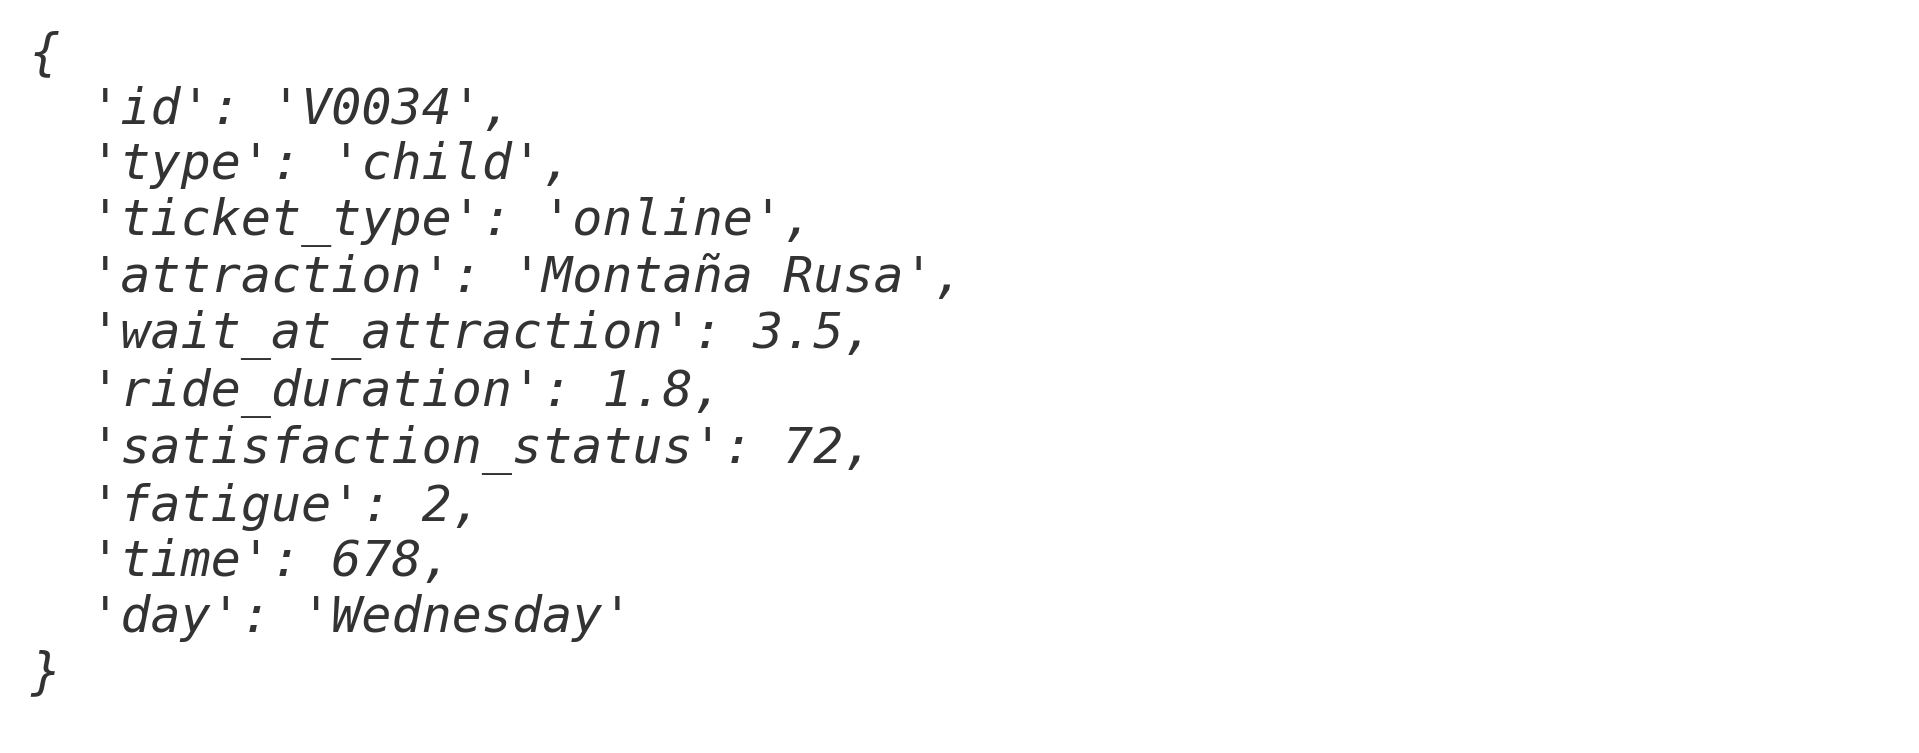 {
  'id': 'V0034',
  'type': 'child',
  'ticket_type': 'online',
  'attraction': 'Montaña Rusa',
  'wait_at_attraction': 3.5,
  'ride_duration': 1.8,
  'satisfaction_status': 72,
  'fatigue': 2,
  'time': 678,
  'day': 'Wednesday'
}